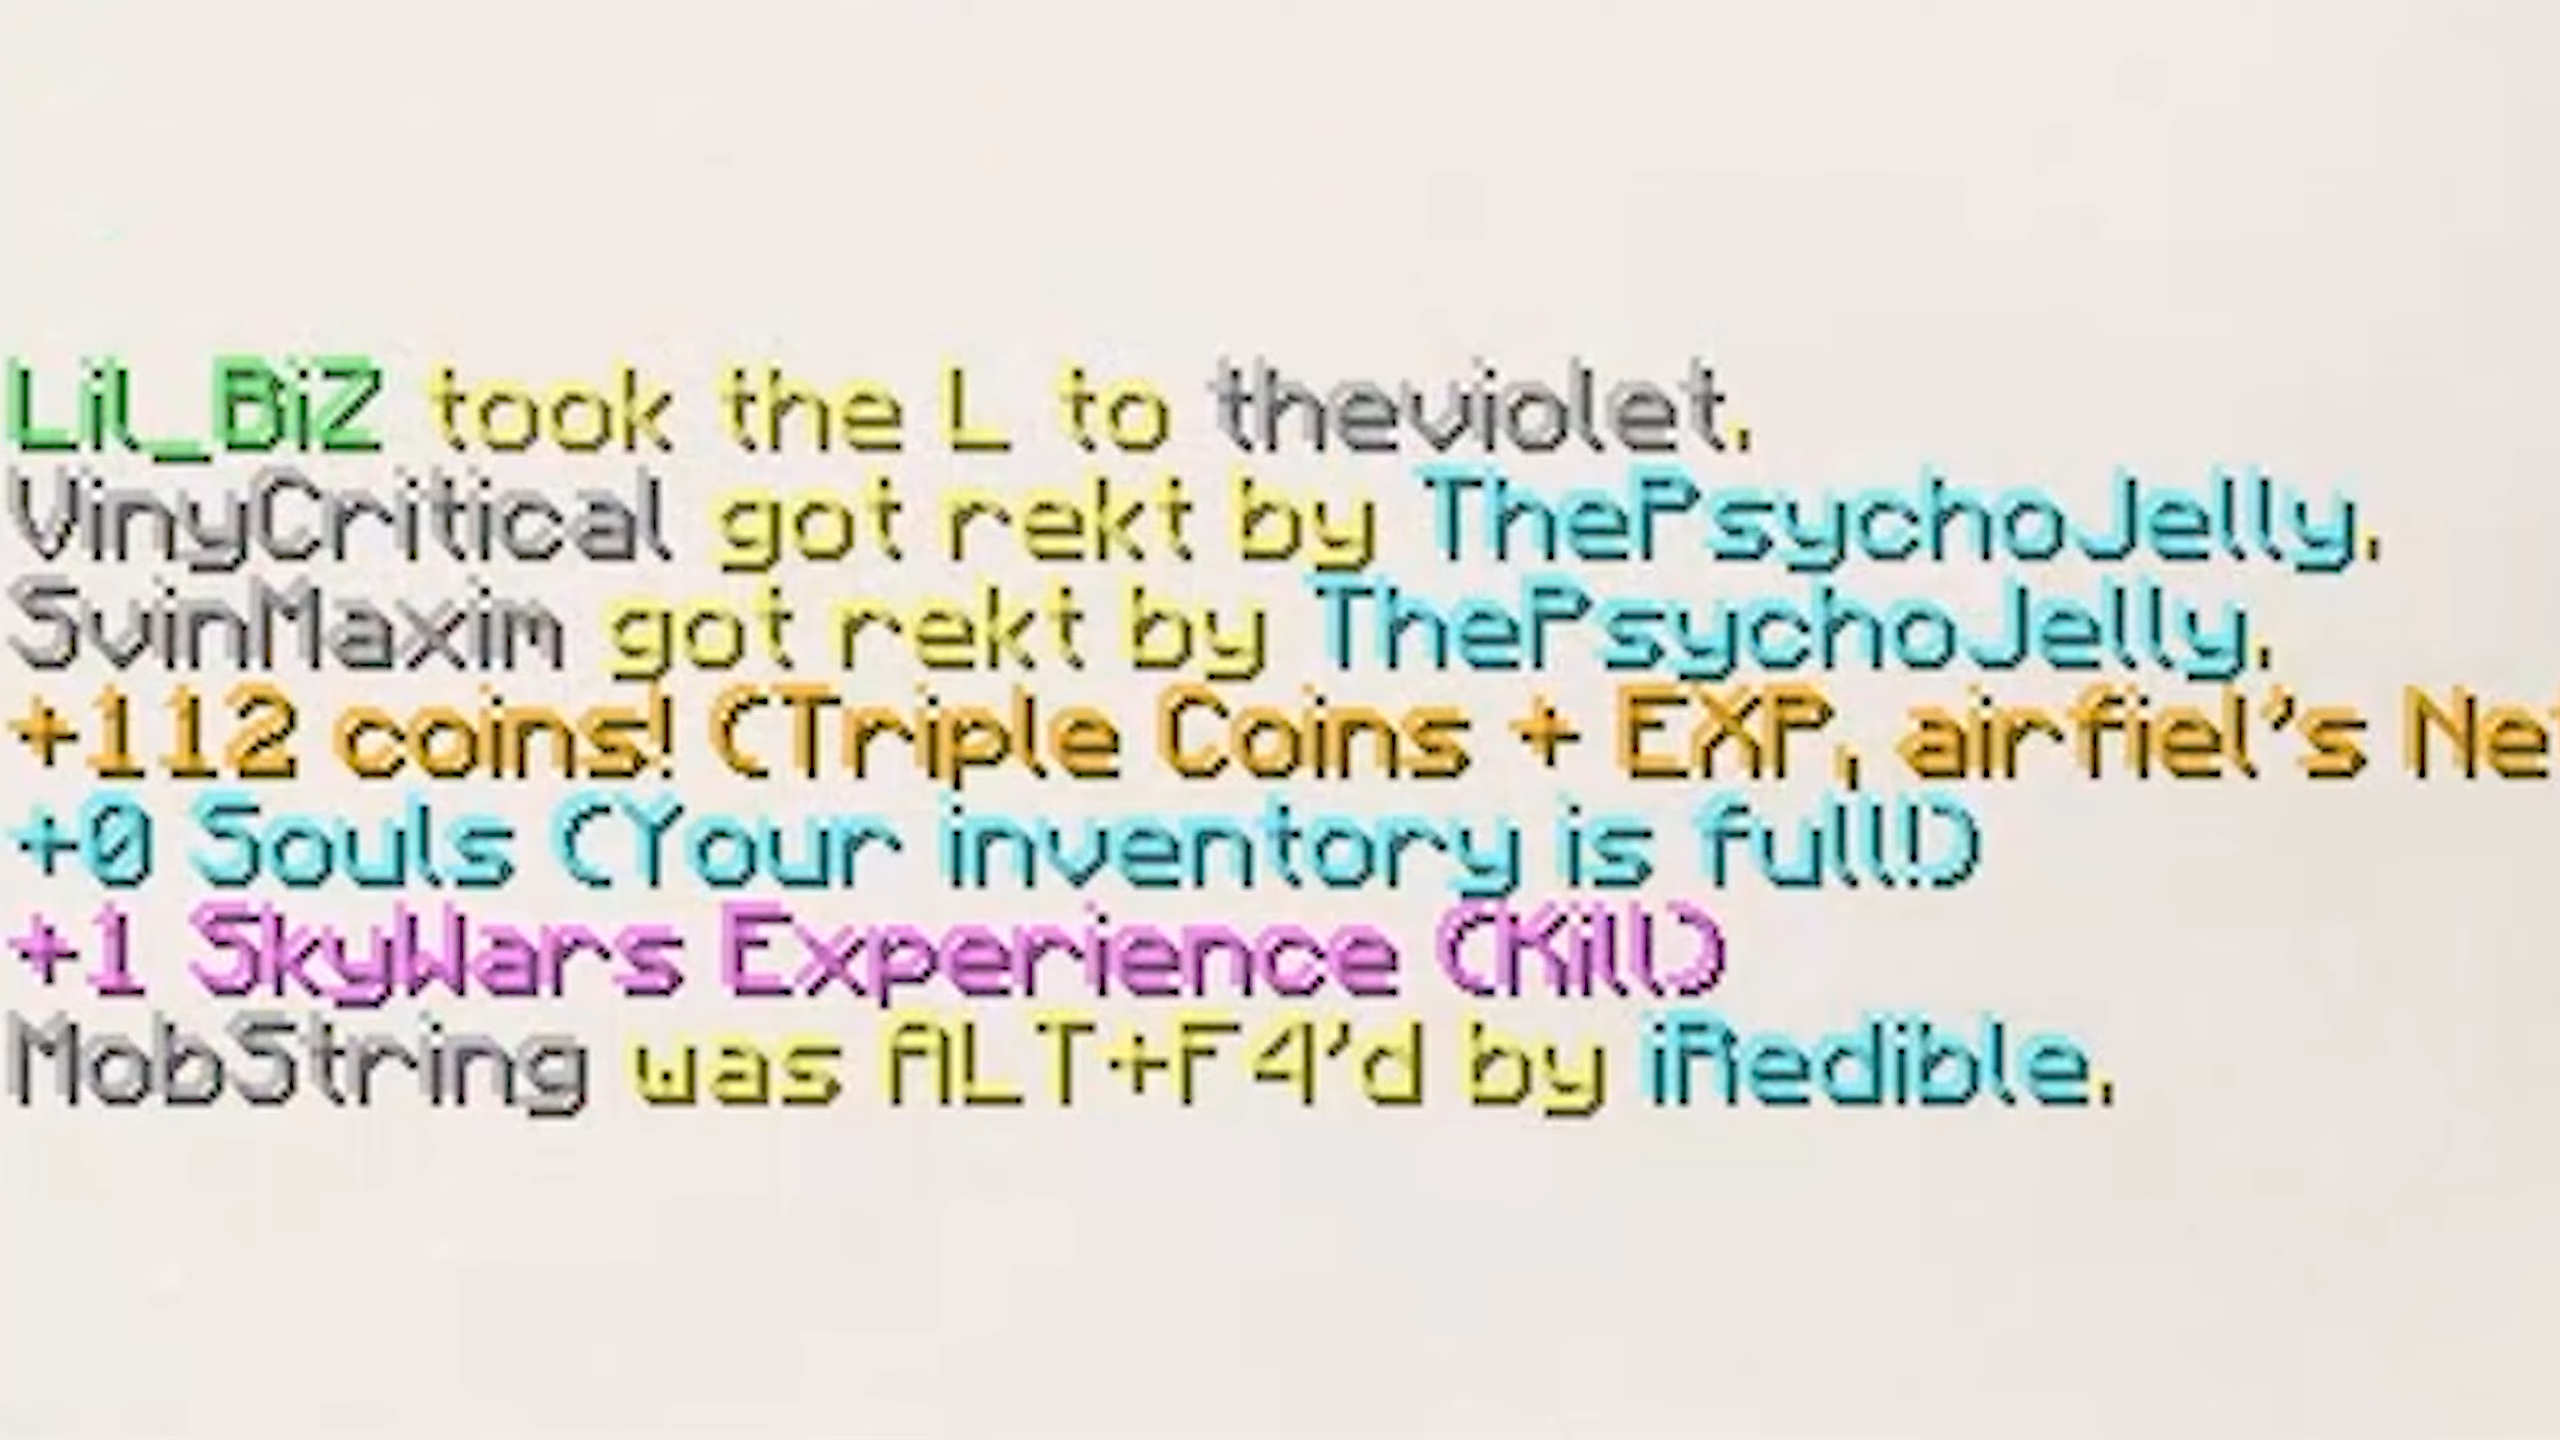 Lil_BiZ took the L to theviolet.
VinyCritical got rekt by ThePsychoJelly.
SvinMaxim got rekt by ThePsychoJelly.
+112 coins! (Triple Coins + EXP, airfiel's
+0 Souls (Your inventory is full!)
+1 SkyWars Experience (Kill)
MobString was ALT+F4'd by iRedible.